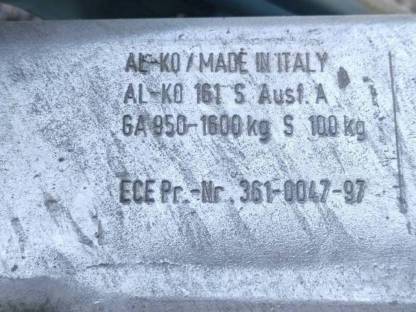 AL-KO / MADE IN ITALY
AL-KO 161 S Ausf. A
GA 950-1600 kg S 100 kg
ECE Pr.-Nr. 361-0047-97